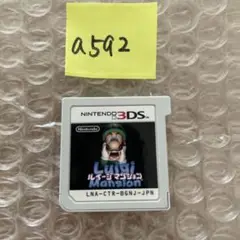 a592
NINTENDO 3DS
Nintendo
Luigi
ルイージマンション
Mansion
LNA-CTR-BGNJ-JPN